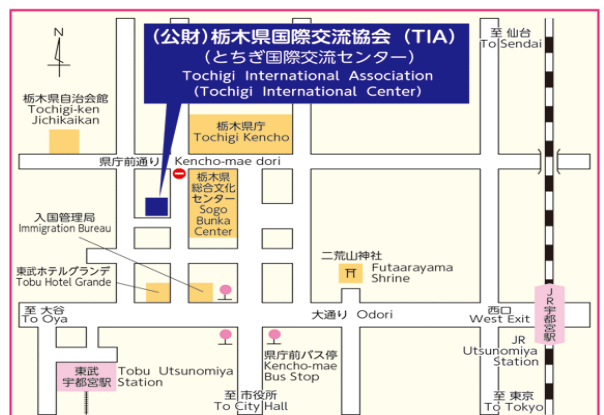 (公財)栃木県国際交流協会 (TIA)
(とちぎ国際交流センター)
Tochigi International Association
(Tochigi International Center)
至 仙台
To Sendai
N
栃木県自治会館
Tochigi-ken
Jichikaikan
栃木県庁
Tochigi Kencho
県庁前通り Kencho-mae dori
栃木県
総合文化
センター
Sogo
Bunka
Center
入国管理局
Immigration Bureau
東武ホテルグランデ
Tobu Hotel Grande
二荒山神社
Futaarayama
Shrine
至 大谷
To Oya
大通り Odori
西口
West Exit
JR宇都宮駅
JR
Utsunomiya
Station
東武
宇都宮駅
Tobu Utsunomiya
Station
県庁前バス停
Kencho-mae
Bus Stop
至 市役所
To City Hall
至 東京
To Tokyo